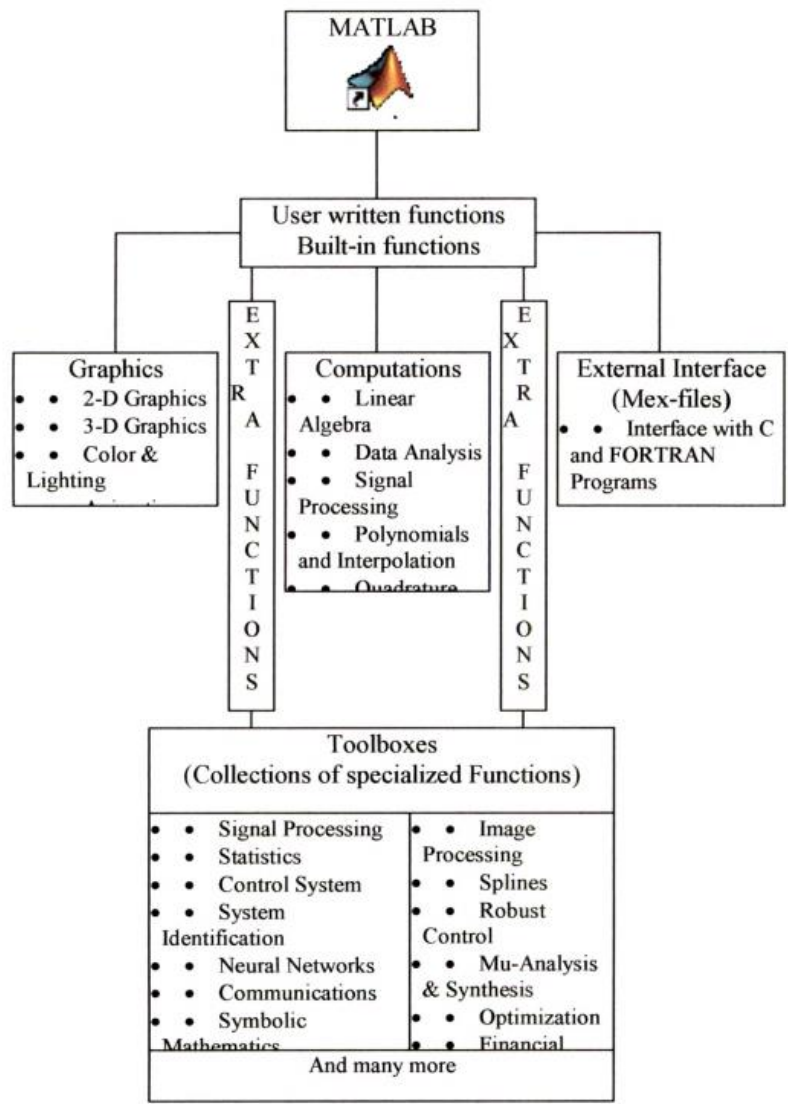 MATLAB
User written functions
Built-in functions
Graphics
• • 2-D Graphics
• • 3-D Graphics
• • Color &
Lighting
E
X
T
R
A
F
U
N
C
T
I
O
N
S
Computations
• • Linear
Algebra
• • Data Analysis
• • Signal
Processing
• • Polynomials
and Interpolation
• • Quadrature
E
X
T
R
A
F
U
N
C
T
I
O
N
S
External Interface
(Mex-files)
• • Interface with C
and FORTRAN
Programs
Toolboxes
(Collections of specialized Functions)
• • Signal Processing
• • Statistics
• • Control System
• • System
Identification
• • Neural Networks
• • Communications
• • Symbolic
Mathematics
• • Image
Processing
• • Splines
• • Robust
Control
• • Mu-Analysis
& Synthesis
• • Optimization
• • Financial
And many more